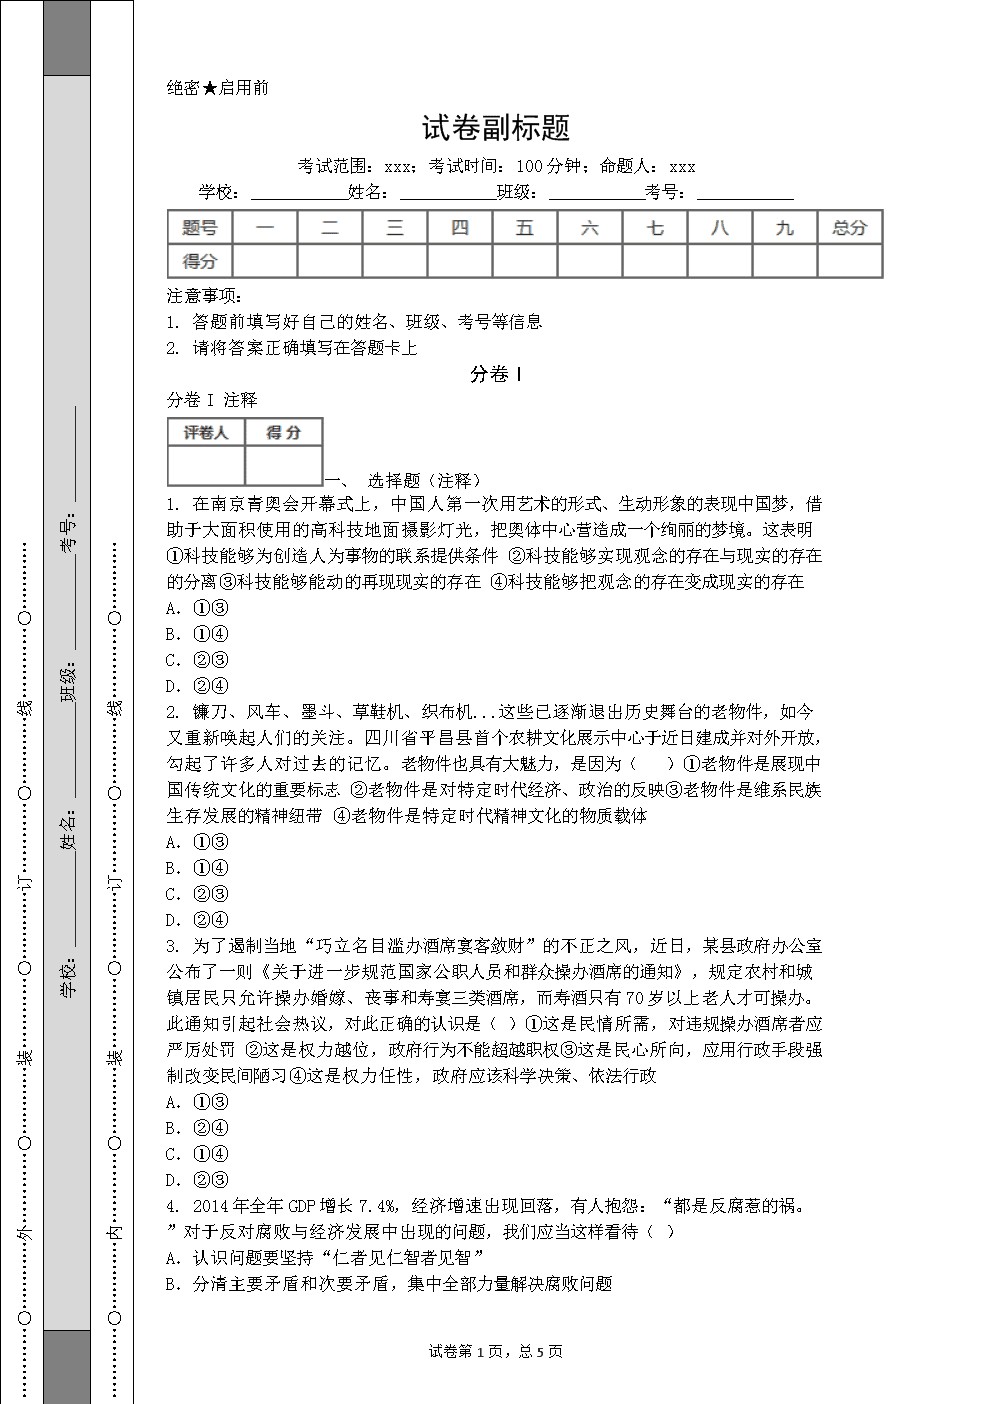 绝密★启用前
试卷副标题
考试范围：xxx；考试时间：100分钟；命题人：xxx
学校：___________姓名：___________班级：___________考号：___________
题号 一 二 三 四 五 六 七 八 九 总分
得分
注意事项：
1. 答题前填写好自己的姓名、班级、考号等信息
2. 请将答案正确填写在答题卡上
分卷I
分卷I 注释
评卷人 得 分
一、 选择题（注释）
1. 在南京青奥会开幕式上，中国人第一次用艺术的形式、生动形象的表现中国梦，借
助于大面积使用的高科技地面摄影灯光，把奥体中心营造成一个绚丽的梦境。这表明
①科技能够为创造人为事物的联系提供条件 ②科技能够实现观念的存在与现实的存在
的分离③科技能够能动的再现现实的存在 ④科技能够把观念的存在变成现实的存在
A．①③
B．①④
C．②③
D．②④
2. 镰刀、风车、墨斗、草鞋机、织布机...这些已逐渐退出历史舞台的老物件，如今
又重新唤起人们的关注。四川省平昌县首个农耕文化展示中心于近日建成并对外开放，
勾起了许多人对过去的记忆。老物件也具有大魅力，是因为（ ）①老物件是展现中
国传统文化的重要标志 ②老物件是对特定时代经济、政治的反映③老物件是维系民族
生存发展的精神纽带 ④老物件是特定时代精神文化的物质载体
A．①③
B．①④
C．②③
D．②④
3. 为了遏制当地“巧立名目滥办酒席宴客敛财”的不正之风，近日，某县政府办公室
公布了一则《关于进一步规范国家公职人员和群众操办酒席的通知》，规定农村和城
镇居民只允许操办婚嫁、丧事和寿宴三类酒席，而寿酒只有70岁以上老人才可操办。
此通知引起社会热议，对此正确的认识是（ ）①这是民情所需，对违规操办酒席者应
严厉处罚 ②这是权力越位，政府行为不能超越职权③这是民心所向，应用行政手段强
制改变民间陋习④这是权力任性，政府应该科学决策、依法行政
A．①③
B．②④
C．①④
D．②③
4. 2014年全年GDP增长7.4%，经济增速出现回落，有人抱怨：“都是反腐惹的祸。
”对于反对腐败与经济发展中出现的问题，我们应当这样看待（ ）
A．认识问题要坚持“仁者见仁智者见智”
B．分清主要矛盾和次要矛盾，集中全部力量解决腐败问题
试卷第1页，总5页
…………○…………外…………○…………装…………○…………订…………○…………线…………○…………
学校：___________姓名：___________班级：___________考号：___________
…………○…………内…………○…………装…………○…………订…………○…………线…………○…………